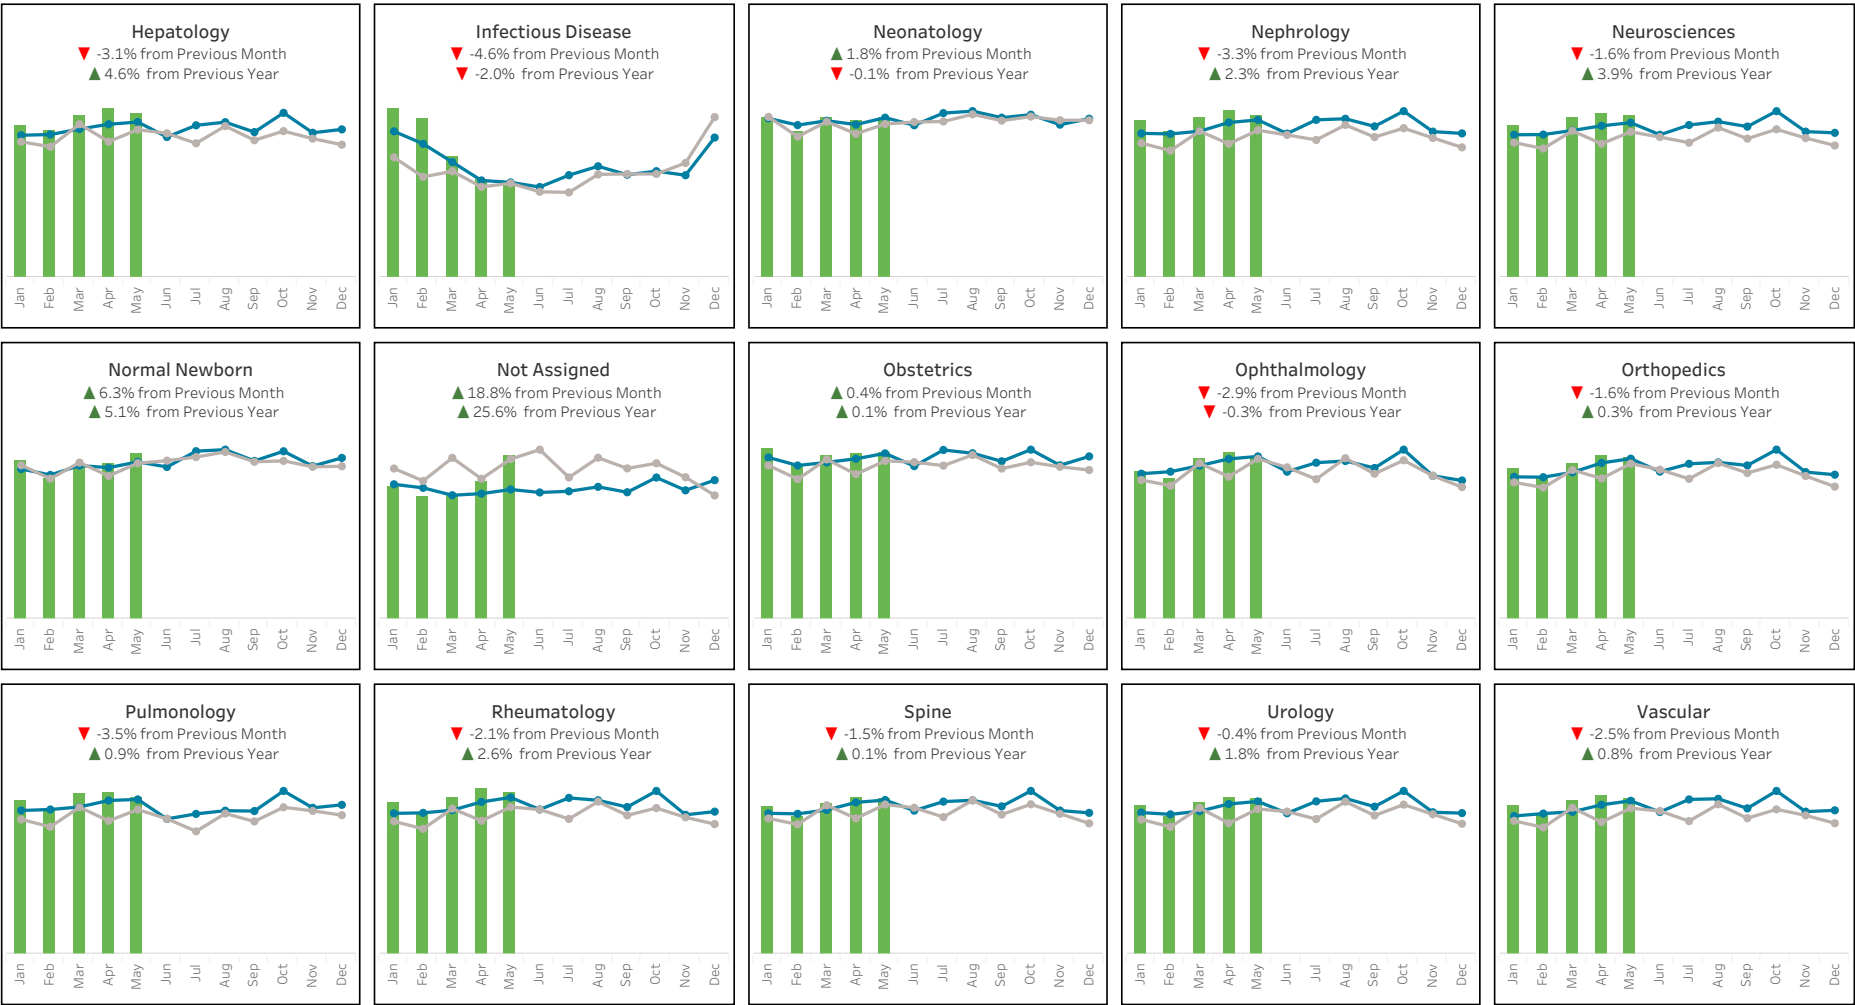 Hepatology
▼ -3.1% from Previous Month
▲ 4.6% from Previous Year
Jan Feb Mar Apr May Jun Jul Aug Sep Oct Nov Dec
Infectious Disease
▼ -4.6% from Previous Month
▼ -2.0% from Previous Year
Jan Feb Mar Apr May Jun Jul Aug Sep Oct Nov Dec
Neonatology
▲ 1.8% from Previous Month
▼ -0.1% from Previous Year
Jan Feb Mar Apr May Jun Jul Aug Sep Oct Nov Dec
Nephrology
▼ -3.3% from Previous Month
▲ 2.3% from Previous Year
Jan Feb Mar Apr May Jun Jul Aug Sep Oct Nov Dec
Neurosciences
▼ -1.6% from Previous Month
▲ 3.9% from Previous Year
Jan Feb Mar Apr May Jun Jul Aug Sep Oct Nov Dec
Normal Newborn
▲ 6.3% from Previous Month
▲ 5.1% from Previous Year
Jan Feb Mar Apr May Jun Jul Aug Sep Oct Nov Dec
Not Assigned
▲ 18.8% from Previous Month
▲ 25.6% from Previous Year
Jan Feb Mar Apr May Jun Jul Aug Sep Oct Nov Dec
Obstetrics
▲ 0.4% from Previous Month
▲ 0.1% from Previous Year
Jan Feb Mar Apr May Jun Jul Aug Sep Oct Nov Dec
Ophthalmology
▼ -2.9% from Previous Month
▼ -0.3% from Previous Year
Jan Feb Mar Apr May Jun Jul Aug Sep Oct Nov Dec
Orthopedics
▼ -1.6% from Previous Month
▲ 0.3% from Previous Year
Jan Feb Mar Apr May Jun Jul Aug Sep Oct Nov Dec
Pulmonology
▼ -3.5% from Previous Month
▲ 0.9% from Previous Year
Jan Feb Mar Apr May Jun Jul Aug Sep Oct Nov Dec
Rheumatology
▼ -2.1% from Previous Month
▲ 2.6% from Previous Year
Jan Feb Mar Apr May Jun Jul Aug Sep Oct Nov Dec
Spine
▼ -1.5% from Previous Month
▲ 0.1% from Previous Year
Jan Feb Mar Apr May Jun Jul Aug Sep Oct Nov Dec
Urology
▼ -0.4% from Previous Month
▲ 1.8% from Previous Year
Jan Feb Mar Apr May Jun Jul Aug Sep Oct Nov Dec
Vascular
▼ -2.5% from Previous Month
▲ 0.8% from Previous Year
Jan Feb Mar Apr May Jun Jul Aug Sep Oct Nov Dec